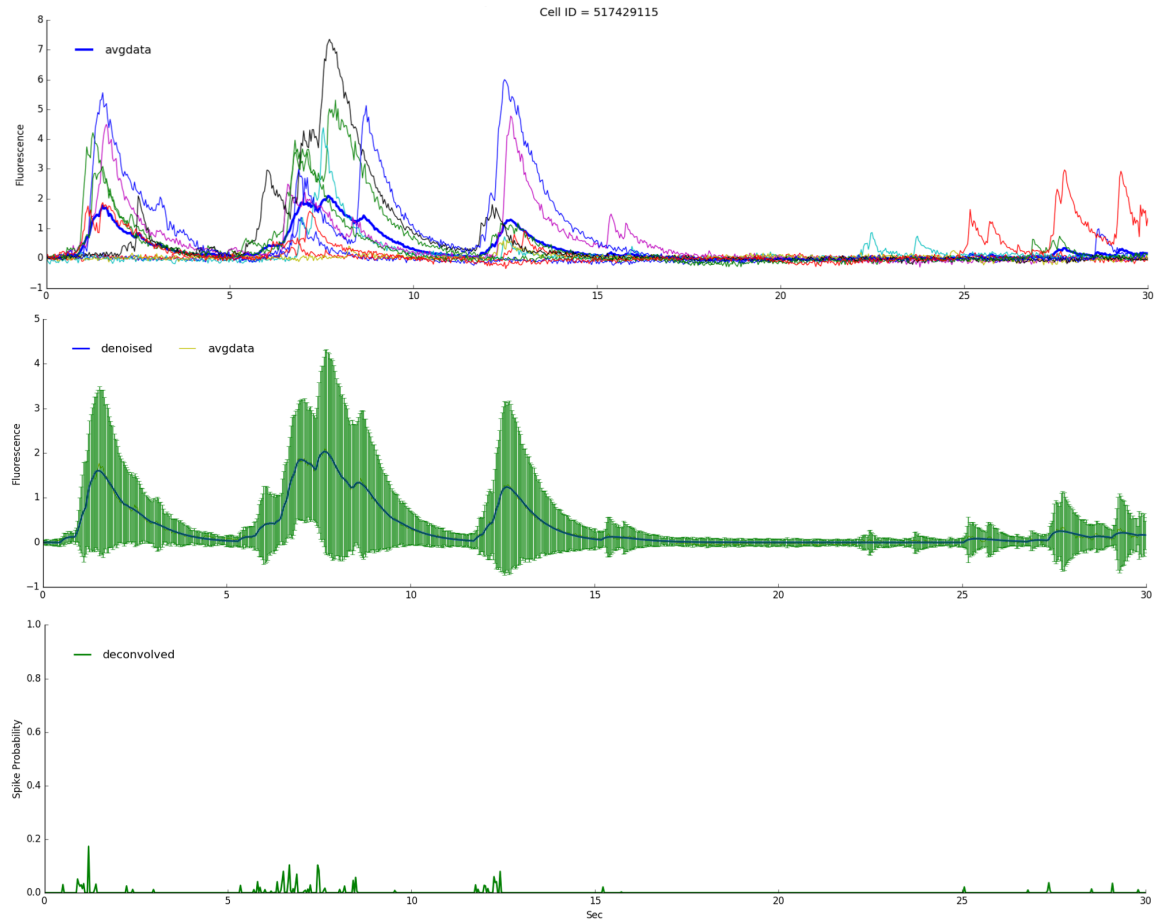 Cell ID = 517429115
8
7
6
5
4
3
2
1
0
−1
Fluorescence
avgdata
0 5 10 15 20 25 30
5
4
3
2
1
0
−1
Fluorescence
denoised avgdata
0 5 10 15 20 25 30
1.0
0.8
0.6
0.4
0.2
0.0
Spike Probability
deconvolved
0 5 10 15 20 25 30
Sec